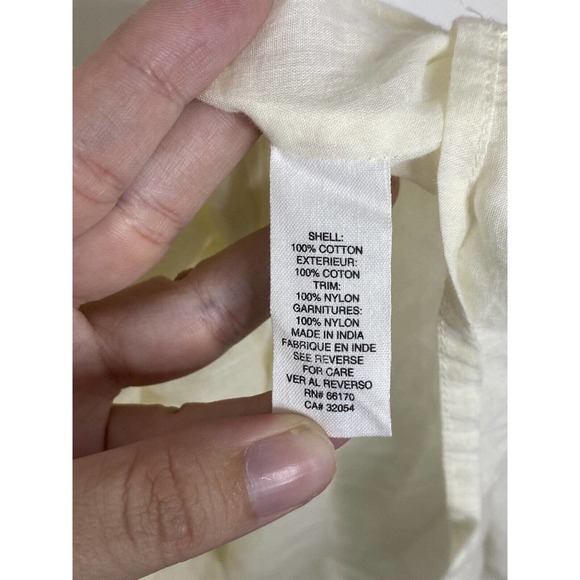 SHELL:
100% COTTON
EXTERIEUR:
100% COTON
TRIM:
100% NYLON
GARNITURES:
100% NYLON
MADE IN INDIA
FABRIQUE EN INDE
SEE REVERSE
FOR CARE
VER AL REVERSO
RN# 66170
CA# 32054